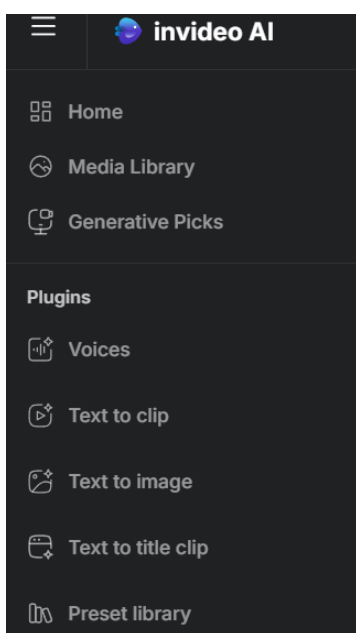 invideo AI
Home
Media Library
Generative Picks
Plugins
Voices
Text to clip
Text to image
Text to title clip
Preset library